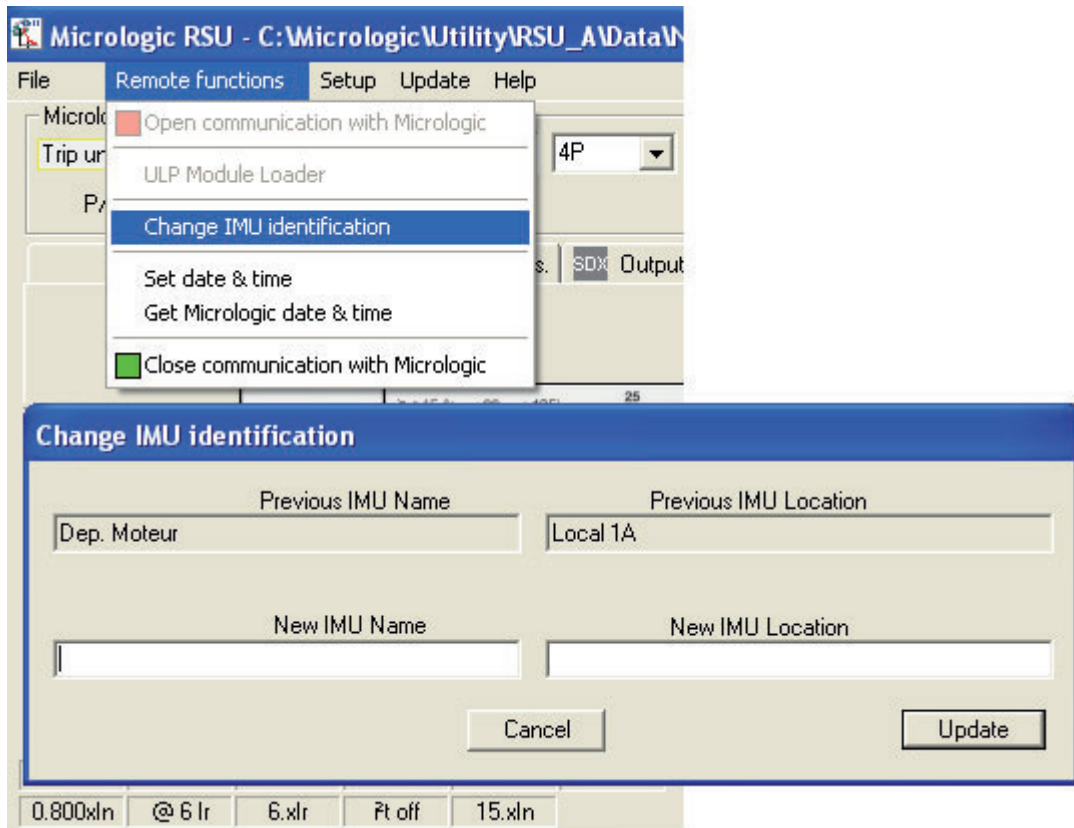 Micrologic RSU - C:\Micrologic\Utility\RSU_A\Data\
File Remote functions Setup Update Help
Open communication with Micrologic
Trip 4P
ULP Module Loader
Change IMU identification
SDX Output
Set date & time
Get Micrologic date & time
Close communication with Micrologic
25
Change IMU identification
Previous IMU Name Previous IMU Location
Dep. Moteur Local 1A
New IMU Name New IMU Location
Cancel Update
0.800xIn @ 6 Ir 6.xIr I²t off 15.xIn